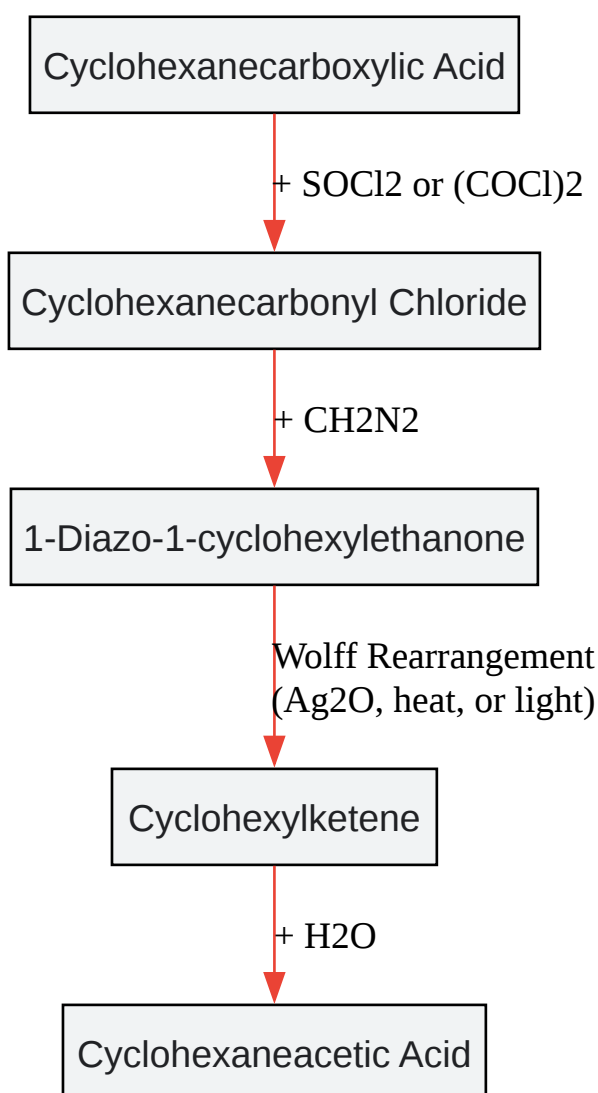 Cyclohexanecarboxylic Acid
+ SOCl2 or (COCl)2
Cyclohexanecarbonyl Chloride
+ CH2N2
1-Diazo-1-cyclohexylethanone
Wolff Rearrangement
(Ag2O, heat, or light)
Cyclohexylketene
+ H2O
Cyclohexaneacetic Acid